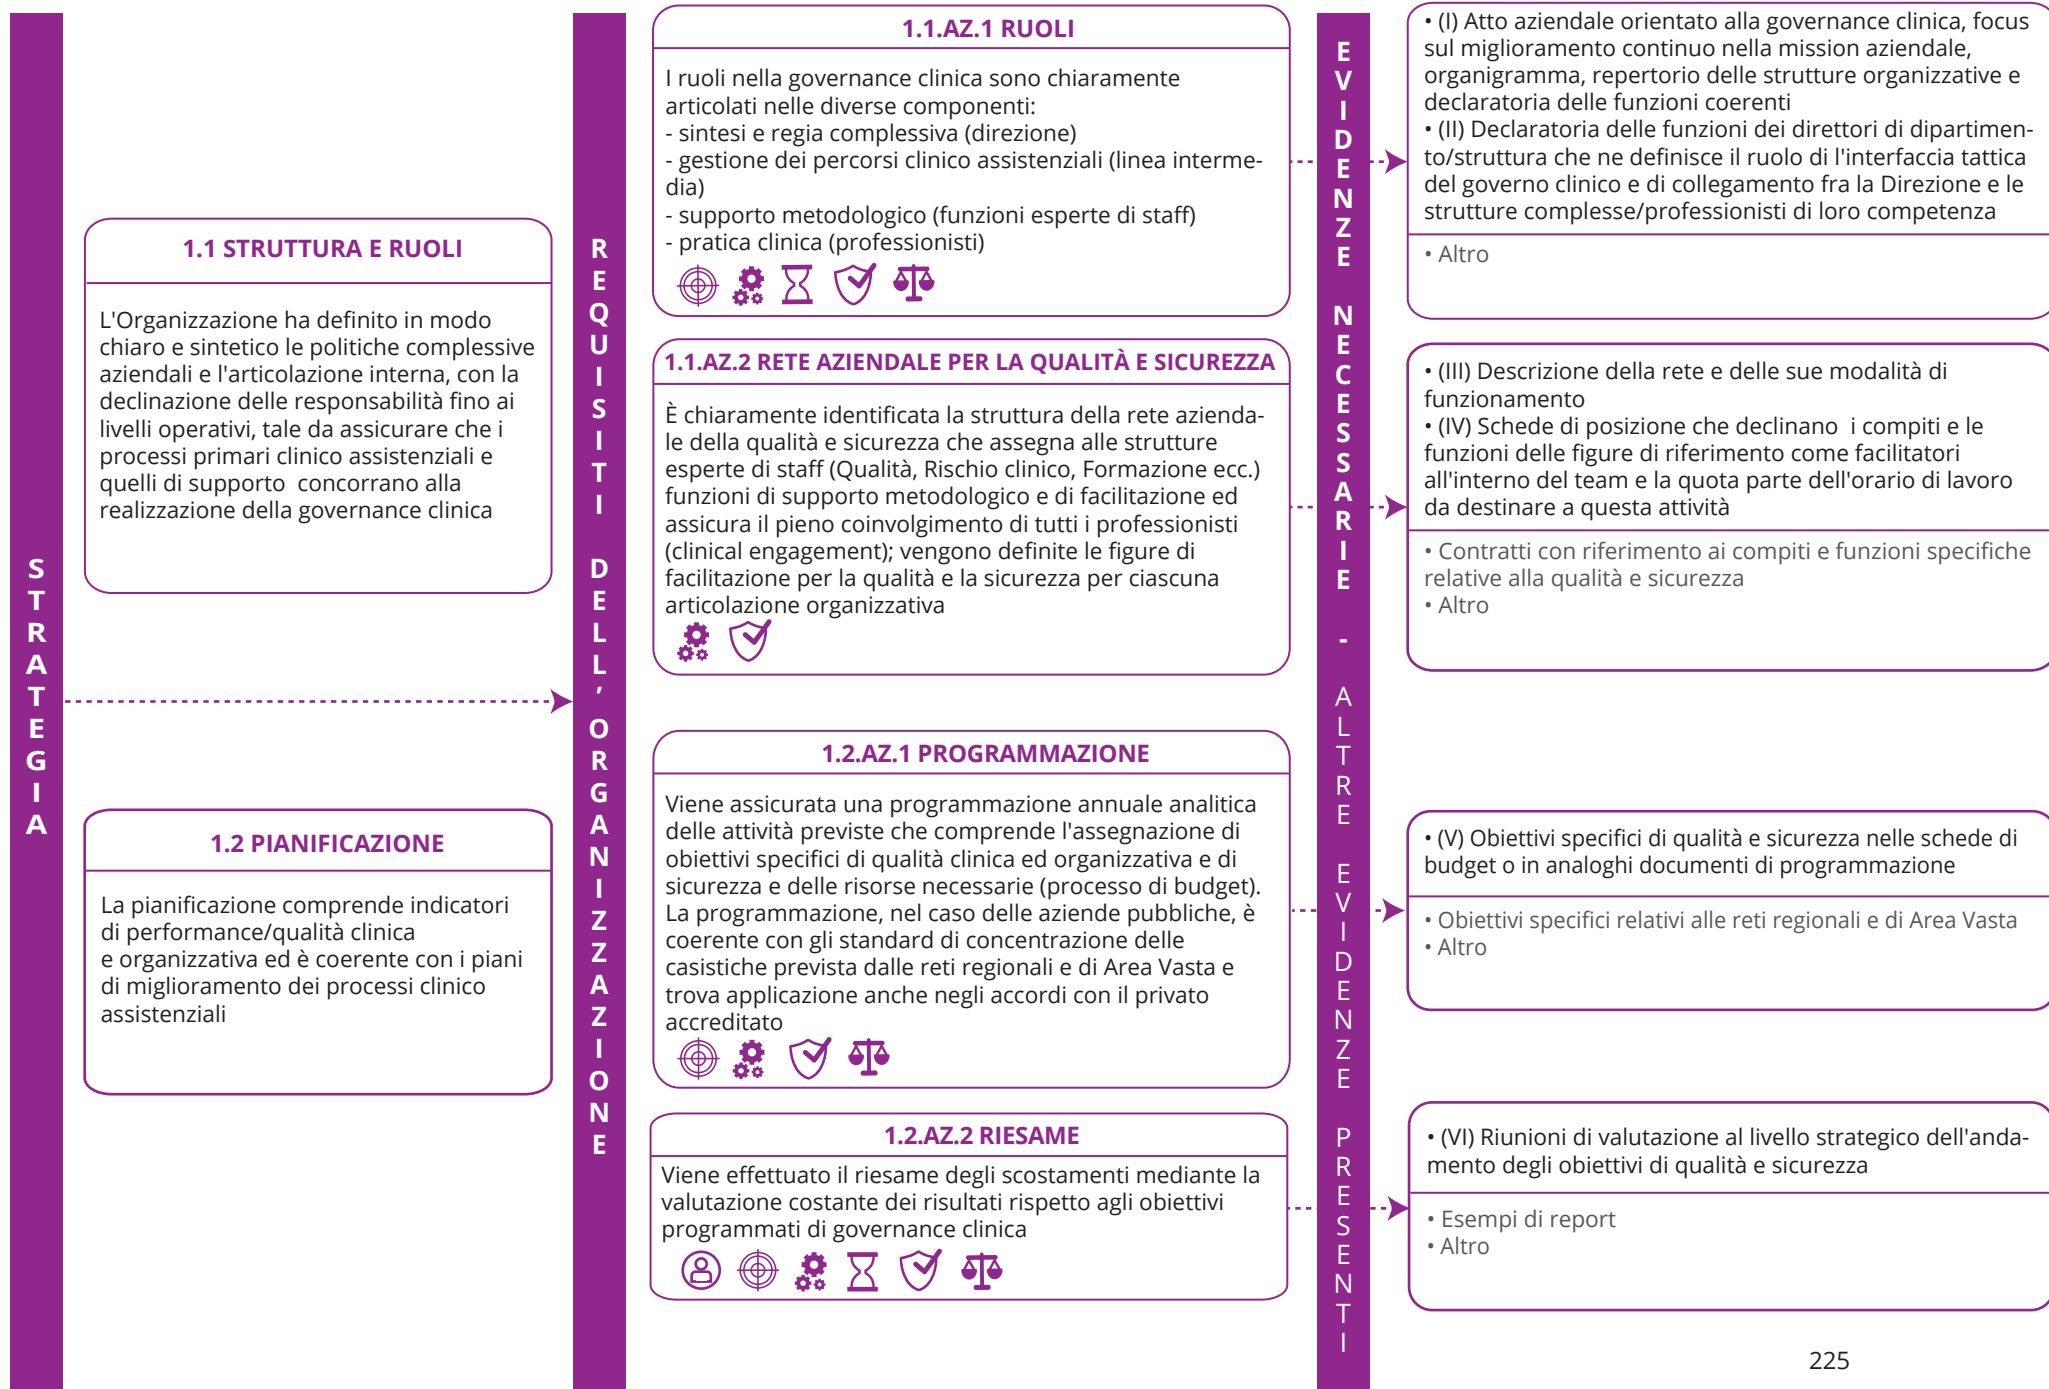 STRATEGIA
1.1 STRUTTURA E RUOLI
L'Organizzazione ha definito in modo
chiaro e sintetico le politiche complessive
aziendali e l'articolazione interna, con la
declinazione delle responsabilità fino ai
livelli operativi, tale da assicurare che i
processi primari clinico assistenziali e
quelli di supporto concorrano alla
realizzazione della governance clinica
1.2 PIANIFICAZIONE
La pianificazione comprende indicatori
di performance/qualità clinica
e organizzativa ed è coerente con i piani
di miglioramento dei processi clinico
assistenziali
REQUISITI DELL’ORGANIZZAZIONE
1.1.AZ.1 RUOLI
I ruoli nella governance clinica sono chiaramente
articolati nelle diverse componenti:
- sintesi e regia complessiva (direzione)
- gestione dei percorsi clinico assistenziali (linea interme-
dia)
- supporto metodologico (funzioni esperte di staff)
- pratica clinica (professionisti)
1.1.AZ.2 RETE AZIENDALE PER LA QUALITÀ E SICUREZZA
È chiaramente identificata la struttura della rete azienda-
le della qualità e sicurezza che assegna alle strutture
esperte di staff (Qualità, Rischio clinico, Formazione ecc.)
funzioni di supporto metodologico e di facilitazione ed
assicura il pieno coinvolgimento di tutti i professionisti
(clinical engagement); vengono definite le figure di
facilitazione per la qualità e la sicurezza per ciascuna
articolazione organizzativa
1.2.AZ.1 PROGRAMMAZIONE
Viene assicurata una programmazione annuale analitica
delle attività previste che comprende l'assegnazione di
obiettivi specifici di qualità clinica ed organizzativa e di
sicurezza e delle risorse necessarie (processo di budget).
La programmazione, nel caso delle aziende pubbliche, è
coerente con gli standard di concentrazione delle
casistiche prevista dalle reti regionali e di Area Vasta e
trova applicazione anche negli accordi con il privato
accreditato
1.2.AZ.2 RIESAME
Viene effettuato il riesame degli scostamenti mediante la
valutazione costante dei risultati rispetto agli obiettivi
programmati di governance clinica
EVIDENZE NECESSARIE - ALTRE EVIDENZE PRESENTI
• (I) Atto aziendale orientato alla governance clinica, focus
sul miglioramento continuo nella mission aziendale,
organigramma, repertorio delle strutture organizzative e
declaratoria delle funzioni coerenti
• (II) Declaratoria delle funzioni dei direttori di dipartimen-
to/struttura che ne definisce il ruolo di l'interfaccia tattica
del governo clinico e di collegamento fra la Direzione e le
strutture complesse/professionisti di loro competenza
• Altro
• (III) Descrizione della rete e delle sue modalità di
funzionamento
• (IV) Schede di posizione che declinano i compiti e le
funzioni delle figure di riferimento come facilitatori
all'interno del team e la quota parte dell'orario di lavoro
da destinare a questa attività
• Contratti con riferimento ai compiti e funzioni specifiche
relative alla qualità e sicurezza
• Altro
• (V) Obiettivi specifici di qualità e sicurezza nelle schede di
budget o in analoghi documenti di programmazione
• Obiettivi specifici relativi alle reti regionali e di Area Vasta
• Altro
• (VI) Riunioni di valutazione al livello strategico dell'anda-
mento degli obiettivi di qualità e sicurezza
• Esempi di report
• Altro
225